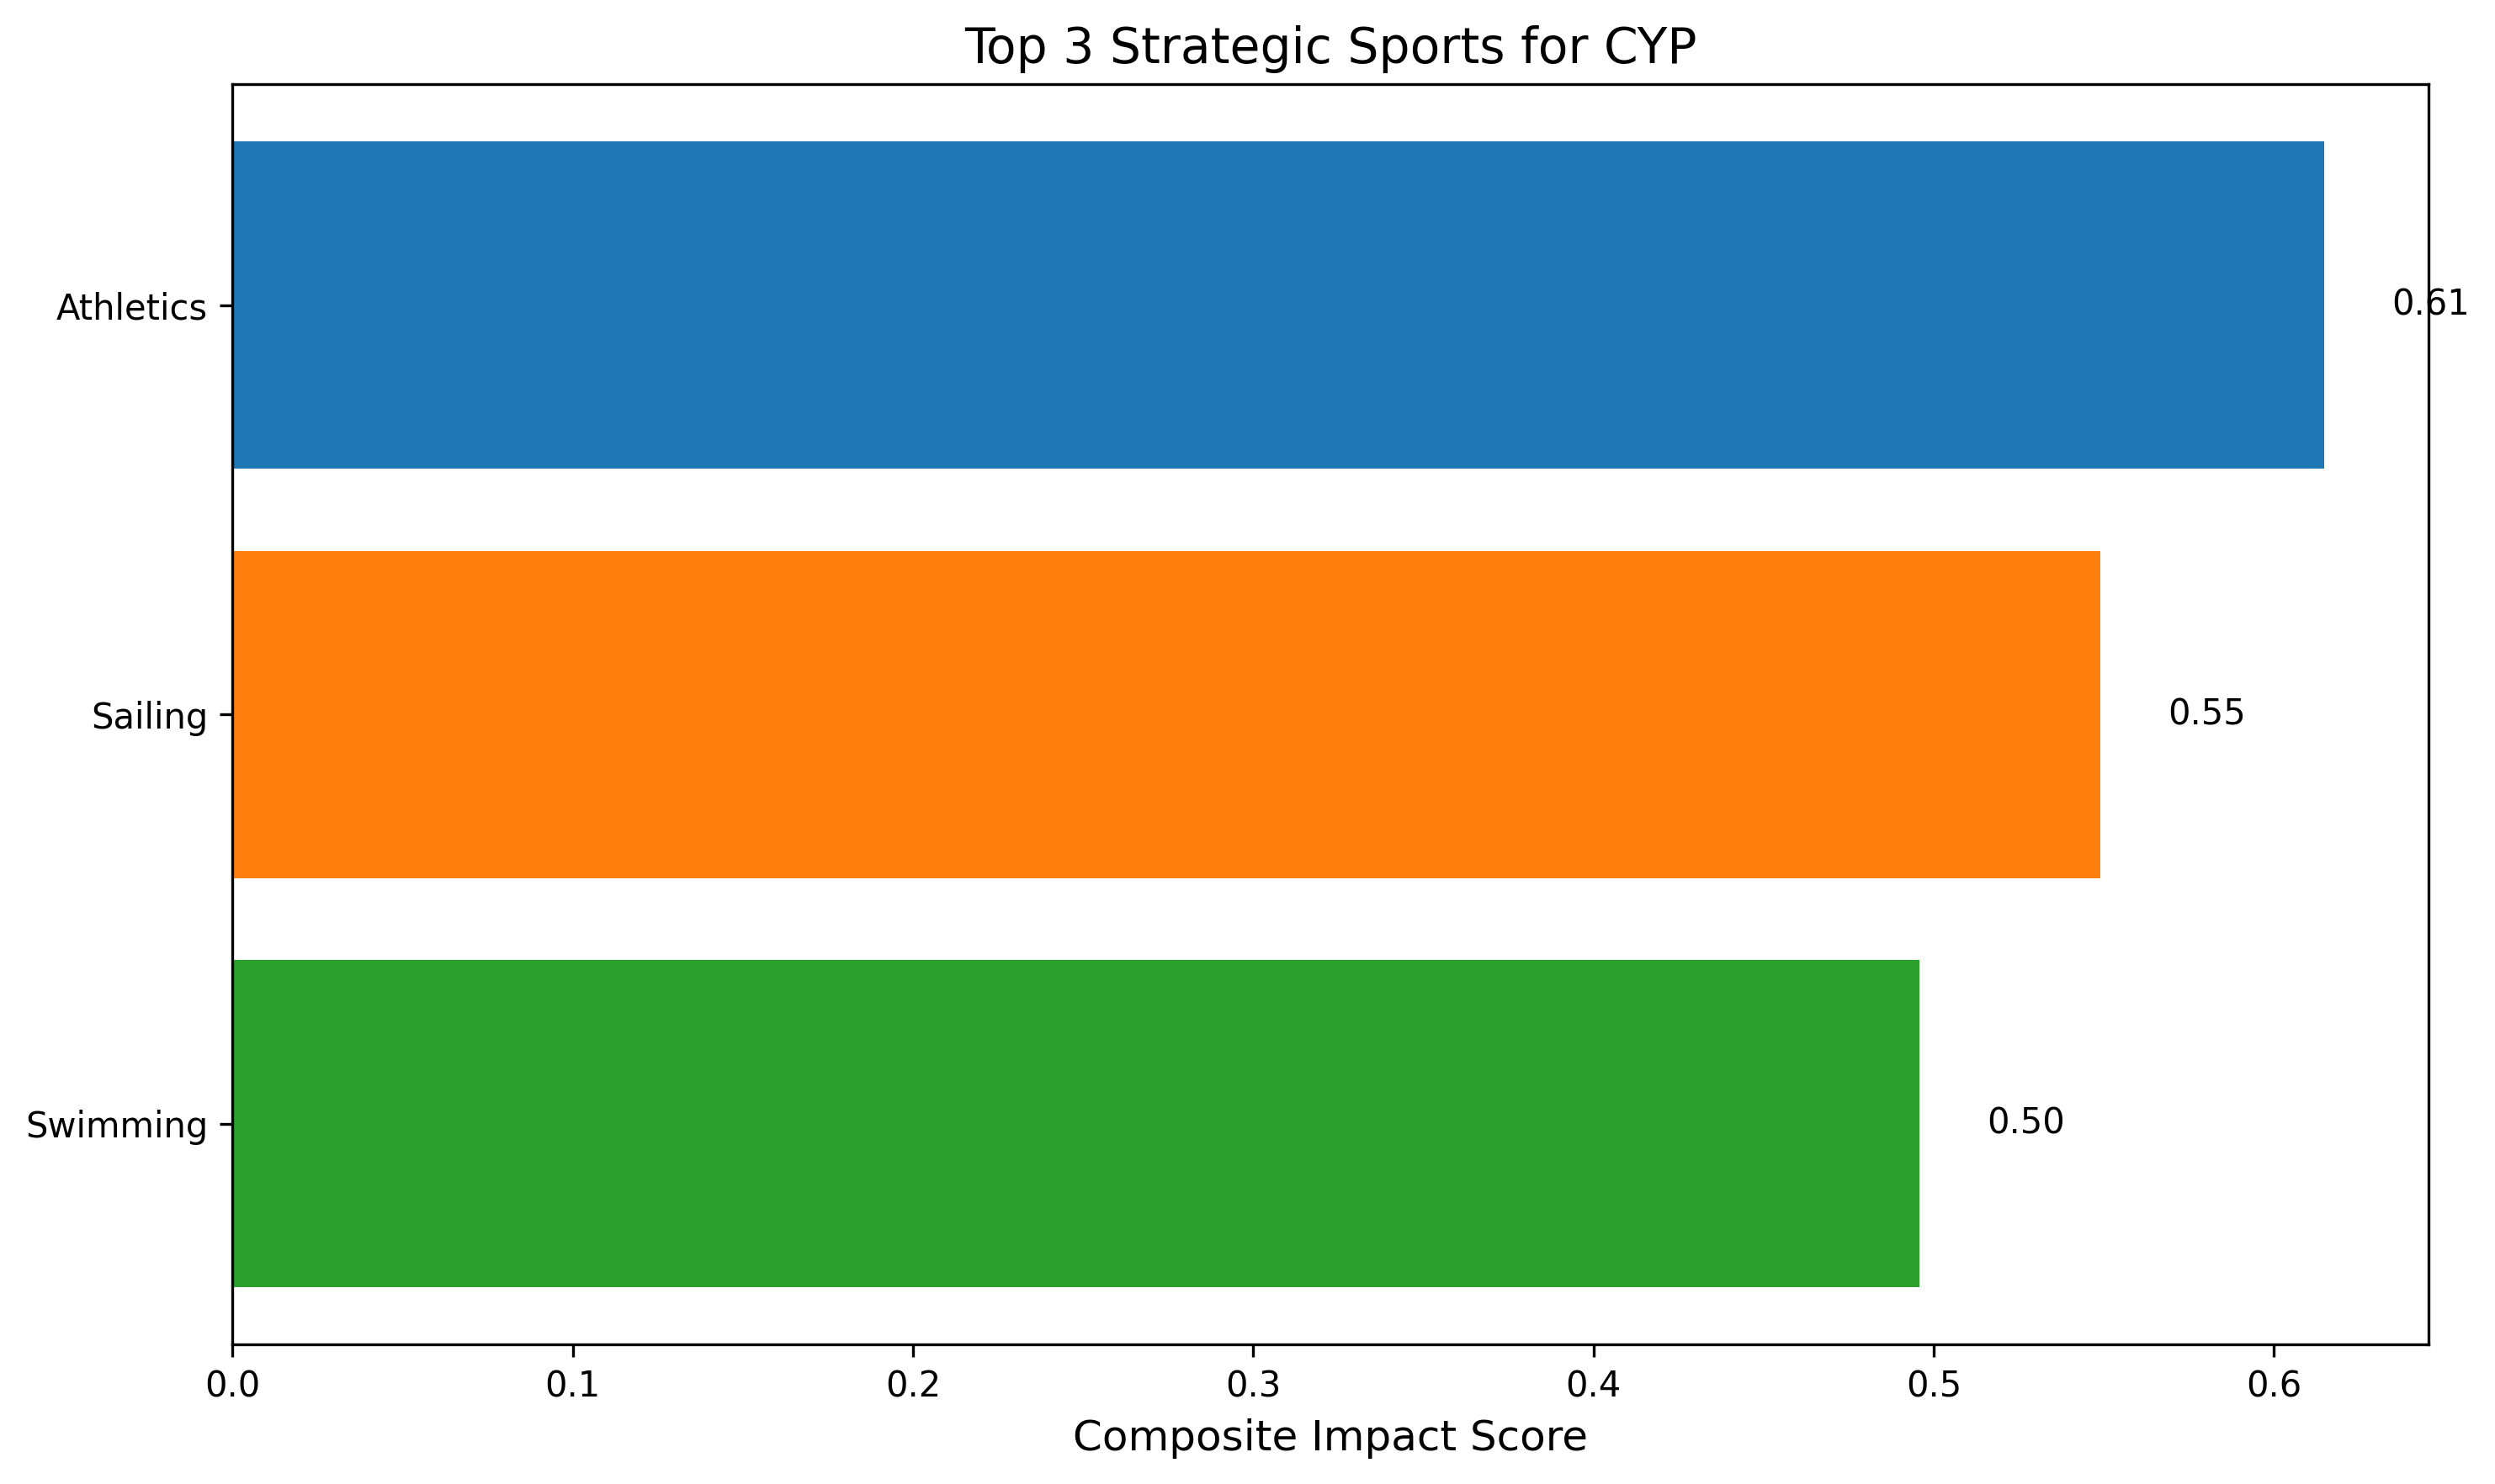 Top 3 Strategic Sports for CYP
Athletics
0.61
Sailing
0.55
Swimming
0.50
0.0 0.1 0.2 0.3 0.4 0.5 0.6
Composite Impact Score